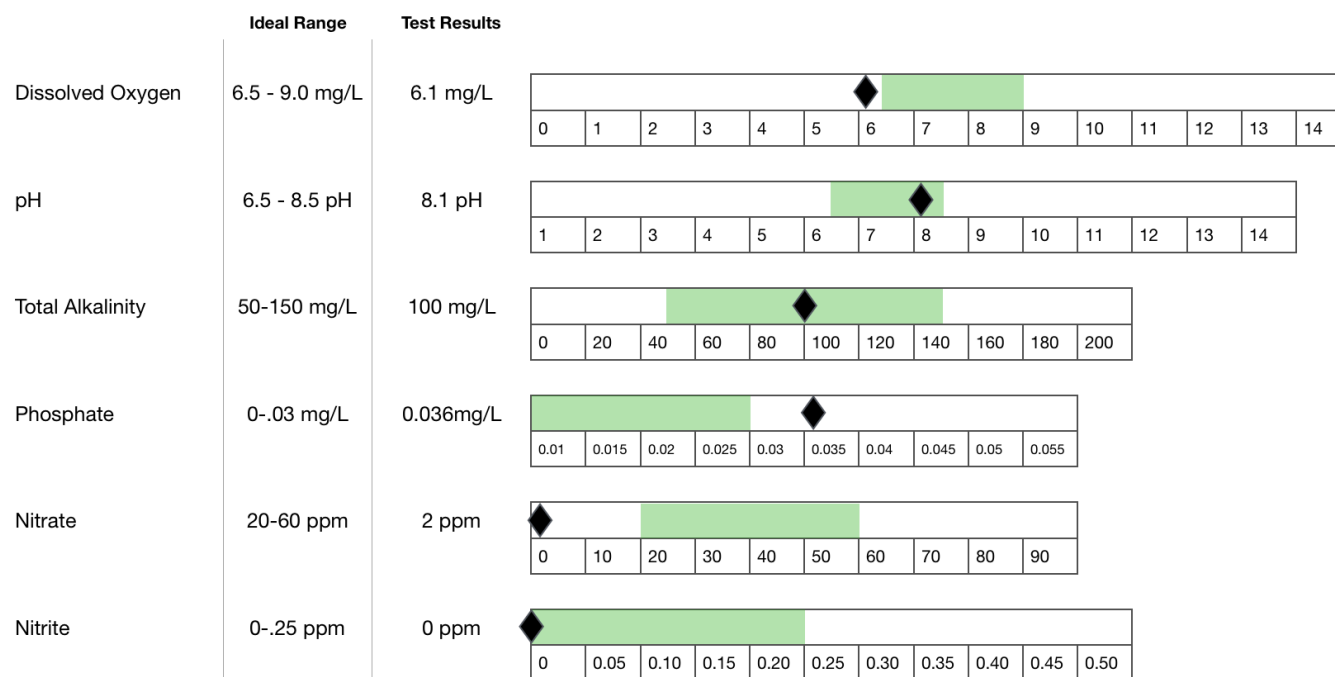 Ideal Range Test Results
Dissolved Oxygen 6.5 - 9.0 mg/L 6.1 mg/L
0 1 2 3 4 5 6 7 8 9 10 11 12 13 14
pH 6.5 - 8.5 pH 8.1 pH
1 2 3 4 5 6 7 8 9 10 11 12 13 14
Total Alkalinity 50-150 mg/L 100 mg/L
0 20 40 60 80 100 120 140 160 180 200
Phosphate 0-.03 mg/L 0.036mg/L
0.01 0.015 0.02 0.025 0.03 0.035 0.04 0.045 0.05 0.055
Nitrate 20-60 ppm 2 ppm
0 10 20 30 40 50 60 70 80 90
Nitrite 0-.25 ppm 0 ppm
0 0.05 0.10 0.15 0.20 0.25 0.30 0.35 0.40 0.45 0.50